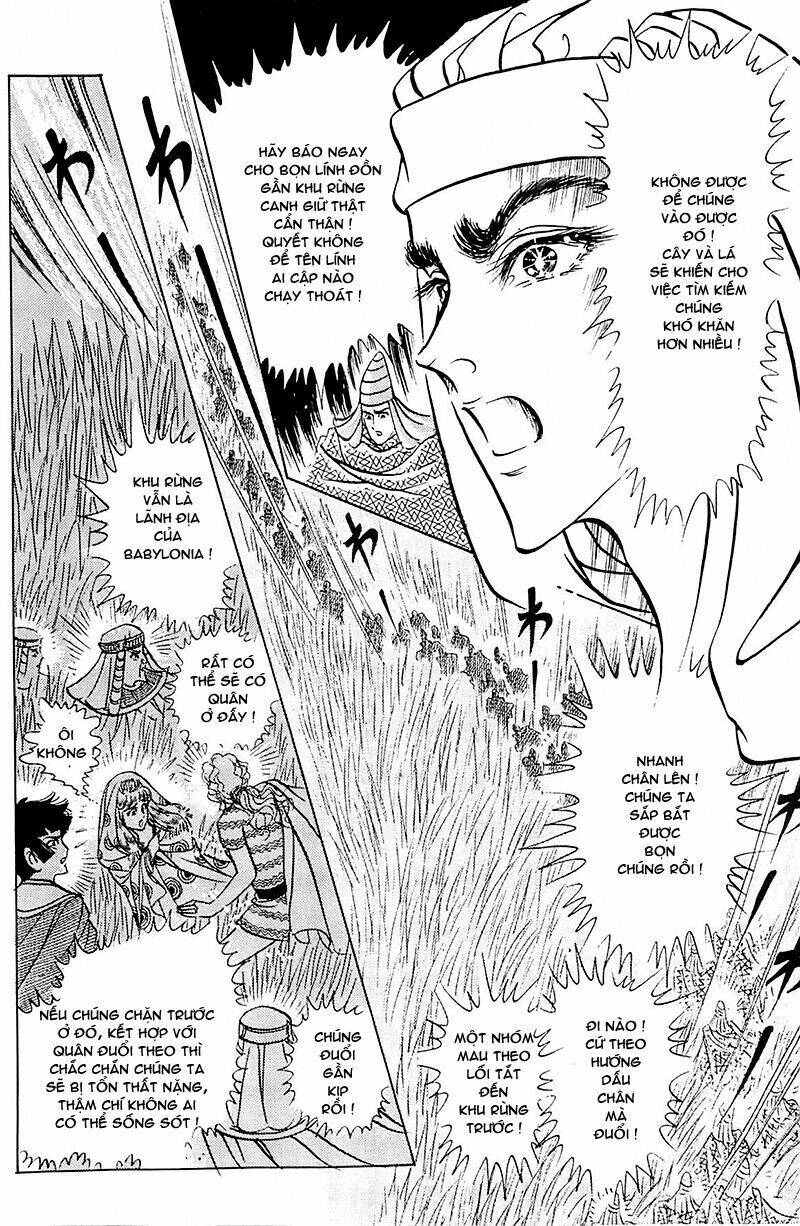 KHÔNG ĐƯỢC
ĐỂ CHÚNG
VÀO ĐƯỢC
ĐÓ !
CÂY VÀ LÁ
SẼ KHIẾN CHO
VIỆC TÌM KIẾM
CHÚNG
KHÓ KHĂN
HƠN NHIỀU !
HÃY BÁO NGAY
CHO BỌN LÍNH ĐỒN
GẦN KHU RỪNG
CANH GIỮ THẬT
CẨN THẬN !
QUYẾT KHÔNG
ĐỂ TÊN LÍNH
AI CẬP NÀO
CHẠY THOÁT !
NHANH
CHÂN LÊN !
CHÚNG TA
SẮP BẮT
ĐƯỢC
BỌN
CHÚNG RỒI !
ĐI NÀO !
CỨ THEO
HƯỚNG
DẤU
CHÂN
MÀ
ĐUỔI !
MỘT NHÓM
MAU THEO
LỐI TẮT
ĐẾN
KHU RỪNG
TRƯỚC !
わ
わ
わ
わ
KHU RỪNG
VẪN LÀ
LÃNH ĐỊA
CỦA
BABYLONIA !
RẤT CÓ
THỂ SẼ CÓ
QUÂN
Ở ĐẤY !
ÔI
KHÔNG !
CHÚNG
ĐUỔI
GẦN
KỊP
RỒI !
NẾU CHÚNG CHẶN TRƯỚC
Ở ĐÓ, KẾT HỢP VỚI
QUÂN ĐUỔI THEO THÌ
CHẮC CHẮN CHÚNG TA
SẼ BỊ TỔN THẤT NẶNG,
THẬM CHÍ KHÔNG AI
CÓ THỂ SỐNG SÓT !